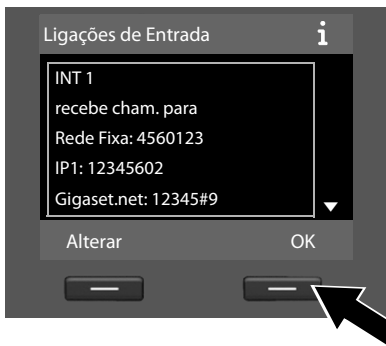 Ligações de Entrada i
INT 1
recebe cham. para
Rede Fixa: 4560123
IP1: 12345602
Gigaset.net: 12345#9
Alterar OK